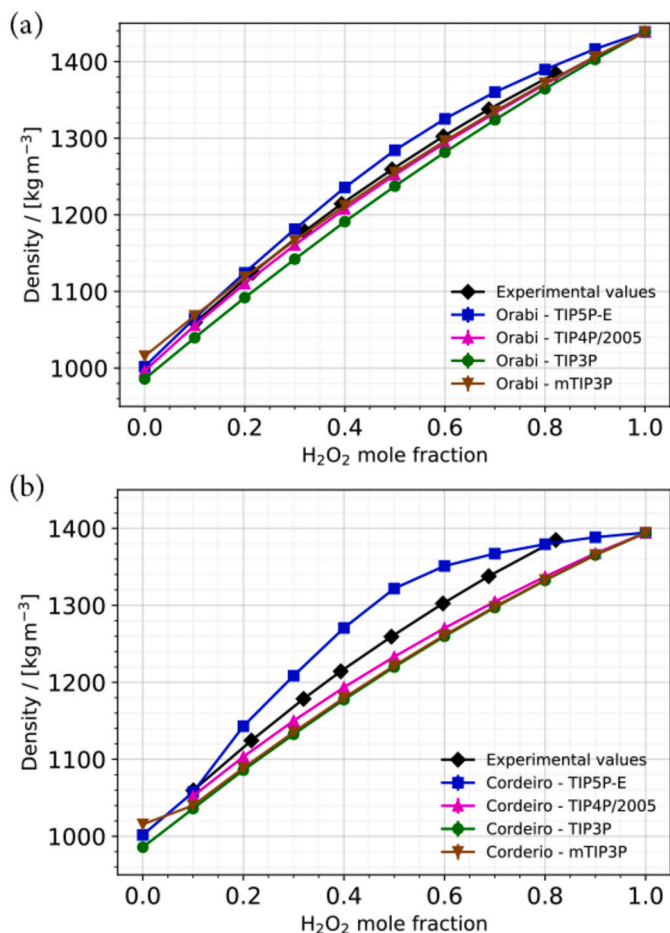 (a)
1400
1300
1200
1100
1000
Density / [kg m⁻³]
Experimental values
Orabi - TIP5P-E
Orabi - TIP4P/2005
Orabi - TIP3P
Orabi - mTIP3P
0.0 0.2 0.4 0.6 0.8 1.0
H₂O₂ mole fraction
(b)
1400
1300
1200
1100
1000
Density / [kg m⁻³]
Experimental values
Cordeiro - TIP5P-E
Cordeiro - TIP4P/2005
Cordeiro - TIP3P
Corderio - mTIP3P
0.0 0.2 0.4 0.6 0.8 1.0
H₂O₂ mole fraction